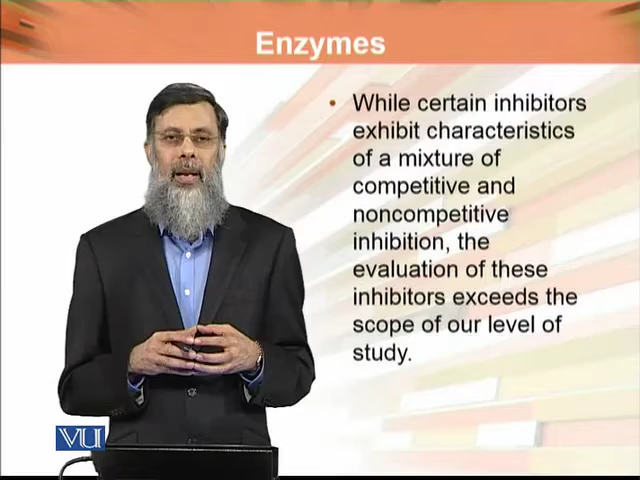 Enzymes
• While certain inhibitors
exhibit characteristics
of a mixture of
competitive and
noncompetitive
inhibition, the
evaluation of these
inhibitors exceeds the
scope of our level of
study.
VU